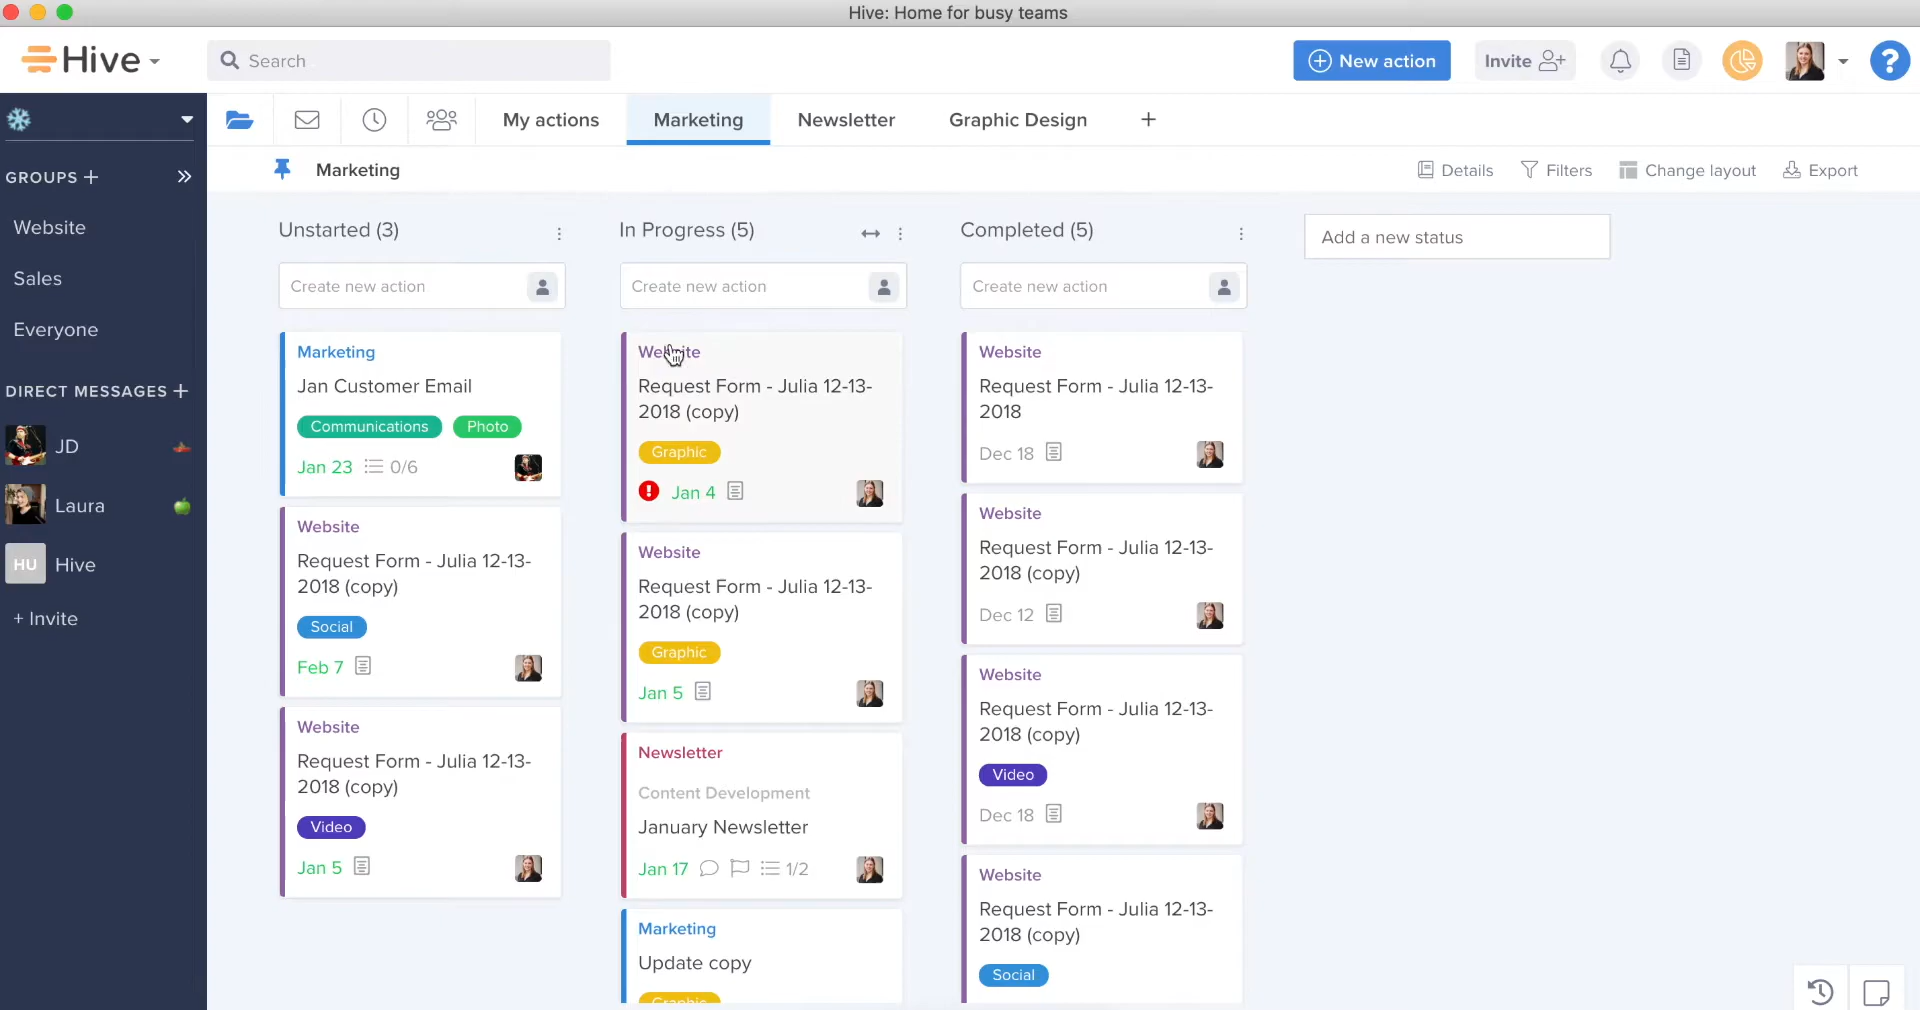 Hive: Home for busy teams
Hive
Search
New action
Invite
?
My actions
Marketing
Newsletter
Graphic Design
+
Marketing
Details
Filters
Change layout
Export
GROUPS +
Website
Sales
Everyone
DIRECT MESSAGES +
JD
Laura
HU
Hive
+ Invite
Unstarted (3)
Create new action
Marketing
Jan Customer Email
Communications
Photo
Jan 23
0/6
Website
Request Form - Julia 12-13-
2018 (copy)
Social
Feb 7
Website
Request Form - Julia 12-13-
2018 (copy)
Video
Jan 5
In Progress (5)
Create new action
Website
Request Form - Julia 12-13-
2018 (copy)
Graphic
Jan 4
Website
Request Form - Julia 12-13-
2018 (copy)
Graphic
Jan 5
Newsletter
Content Development
January Newsletter
Jan 17
1/2
Marketing
Update copy
Graphic
Completed (5)
Create new action
Website
Request Form - Julia 12-13-
2018
Dec 18
Website
Request Form - Julia 12-13-
2018 (copy)
Dec 12
Website
Request Form - Julia 12-13-
2018 (copy)
Video
Dec 18
Website
Request Form - Julia 12-13-
2018 (copy)
Social
Add a new status